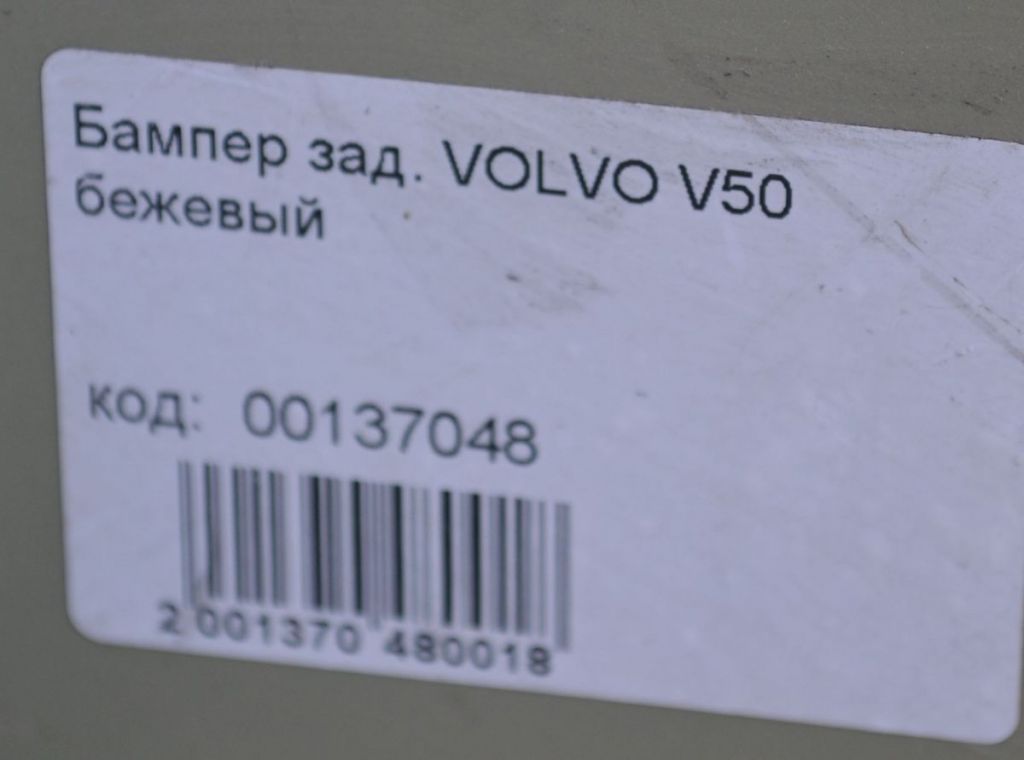 Бампер зад. VOLVO V50
бежевый
код: 00137048
2 001370 480018